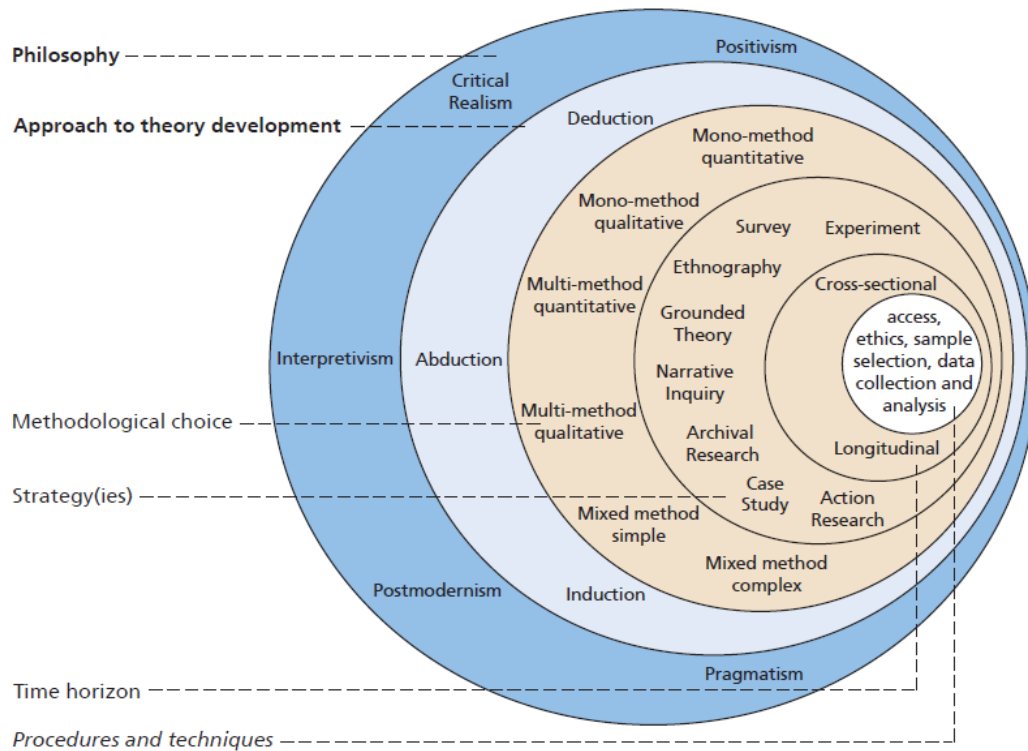 Philosophy
Positivism
Critical
Realism
Approach to theory development
Deduction
Mono-method
quantitative
Mono-method
qualitative
Survey
Experiment
Ethnography
Multi-method
quantitative
Cross-sectional
Grounded
Theory
access,
ethics, sample
selection, data
collection and
analysis
Interpretivism
Abduction
Narrative
Inquiry
Methodological choice
Multi-method
qualitative
Archival
Research
Longitudinal
Strategy(ies)
Case
Study
Action
Research
Mixed method
simple
Mixed method
complex
Postmodernism
Induction
Pragmatism
Time horizon
Procedures and techniques